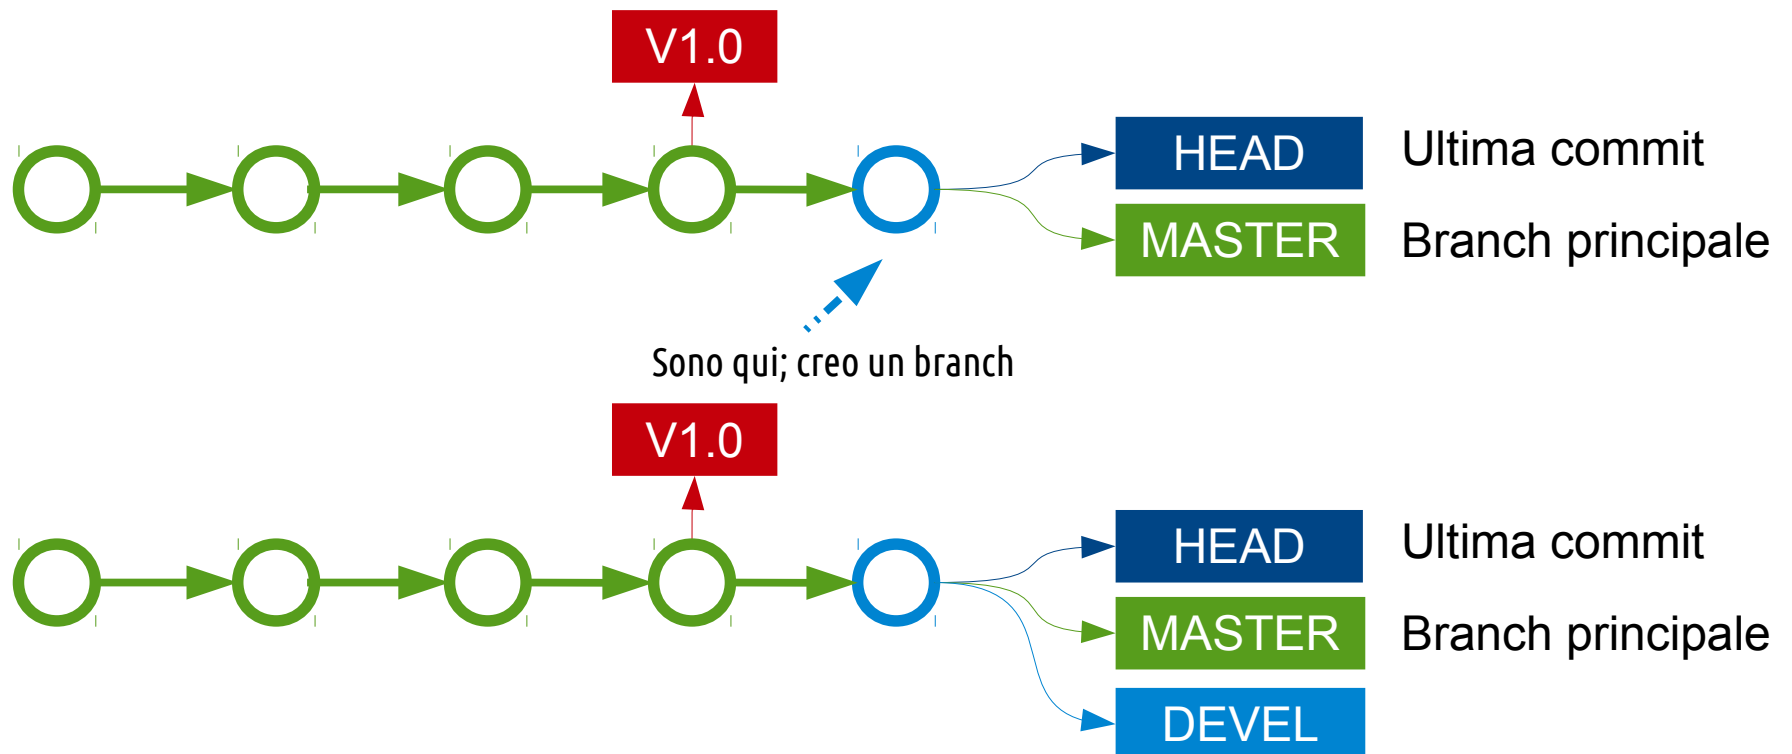 V1.0
HEAD Ultima commit
MASTER Branch principale
Sono qui; creo un branch
V1.0
HEAD Ultima commit
MASTER Branch principale
DEVEL